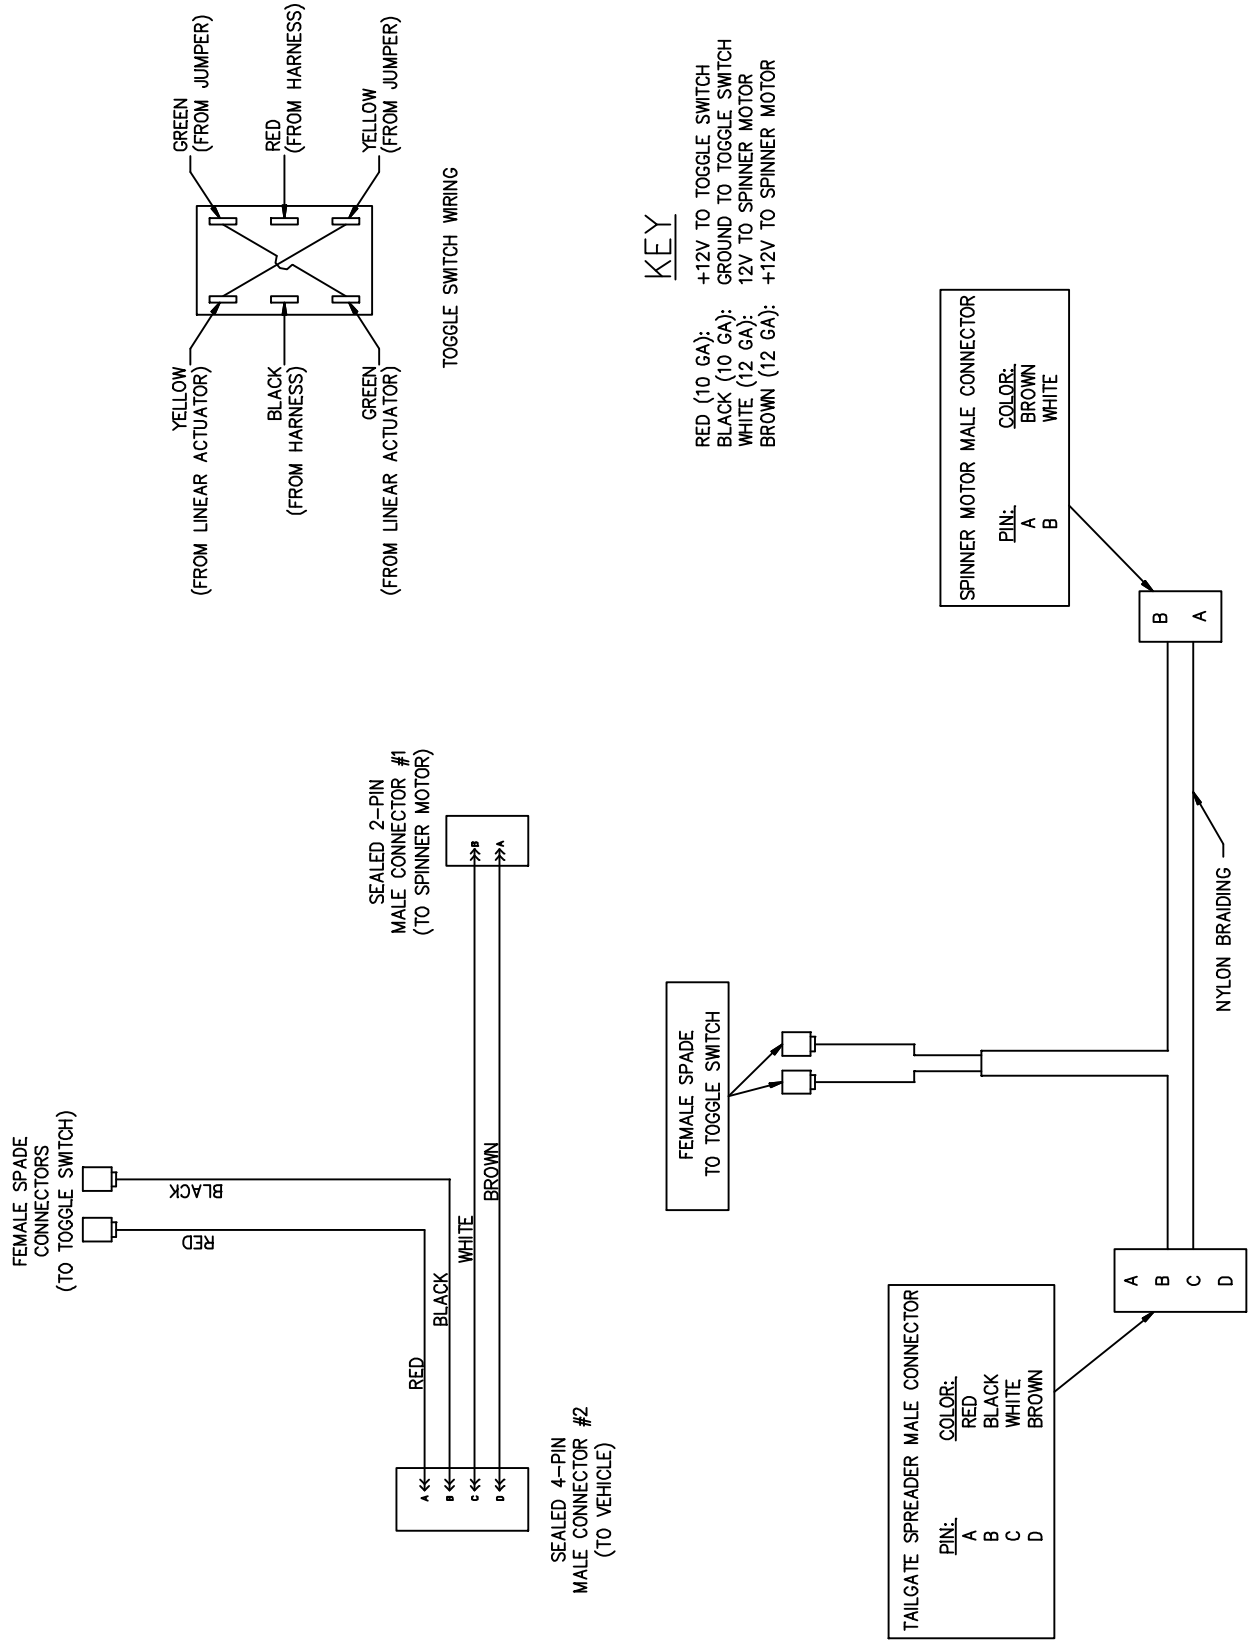 FEMALE SPADE
CONNECTORS
(TO TOGGLE SWITCH)
RED
BLACK
RED
BLACK
WHITE
BROWN
A
B
C
D
SEALED 4-PIN
MALE CONNECTOR #2
(TO VEHICLE)
SEALED 2-PIN
MALE CONNECTOR #1
(TO SPINNER MOTOR)
B
A
YELLOW
(FROM LINEAR ACTUATOR)
BLACK
(FROM HARNESS)
GREEN
(FROM LINEAR ACTUATOR)
GREEN
(FROM JUMPER)
RED
(FROM HARNESS)
YELLOW
(FROM JUMPER)
TOGGLE SWITCH WIRING
KEY
RED (10 GA): +12V TO TOGGLE SWITCH
BLACK (10 GA): GROUND TO TOGGLE SWITCH
WHITE (12 GA): 12V TO SPINNER MOTOR
BROWN (12 GA): +12V TO SPINNER MOTOR
FEMALE SPADE
TO TOGGLE SWITCH
TAILGATE SPREADER MALE CONNECTOR
PIN: COLOR:
A RED
B BLACK
C WHITE
D BROWN
A
B
C
D
NYLON BRAIDING
SPINNER MOTOR MALE CONNECTOR
PIN: COLOR:
A BROWN
B WHITE
B
A